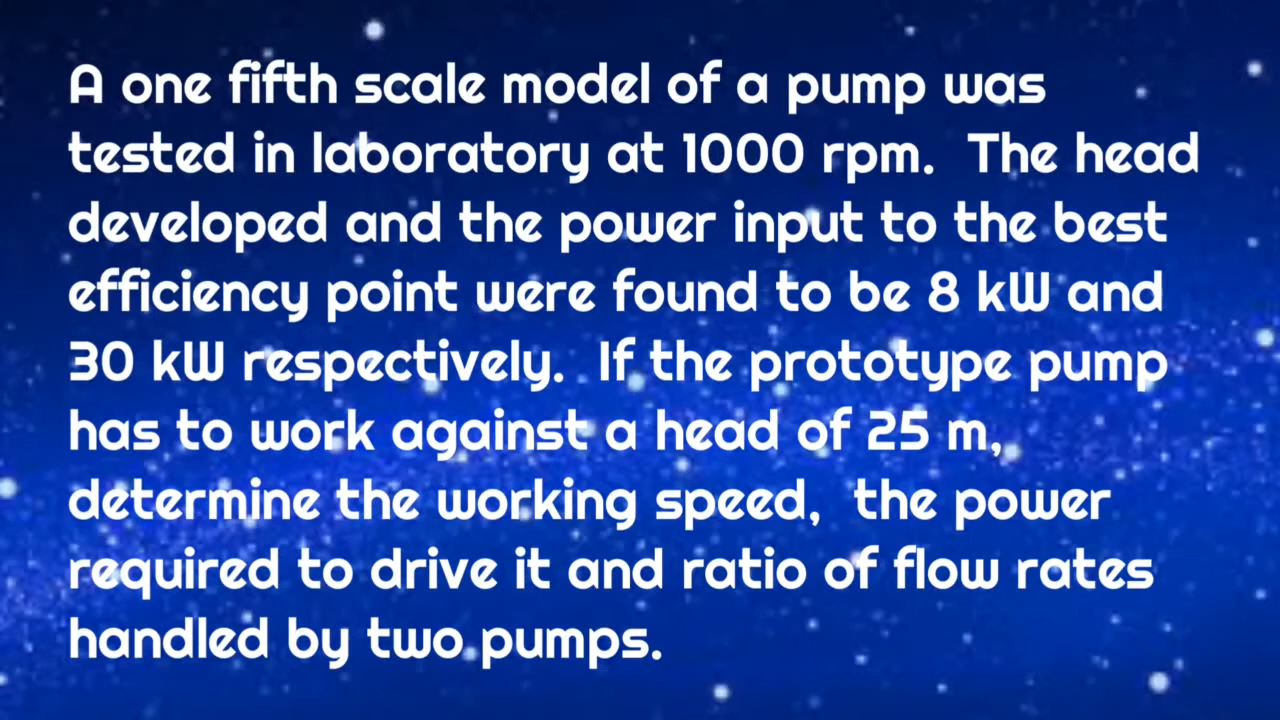 A one fifth scale model of a pump was
tested in laboratory at 1000 rpm. The head
developed and the power input to the best
efficiency point were found to be 8 kW and
30 kW respectively. If the prototype pump
has to work against a head of 25 m,
determine the working speed, the power
required to drive it and ratio of flow rates
handled by two pumps.